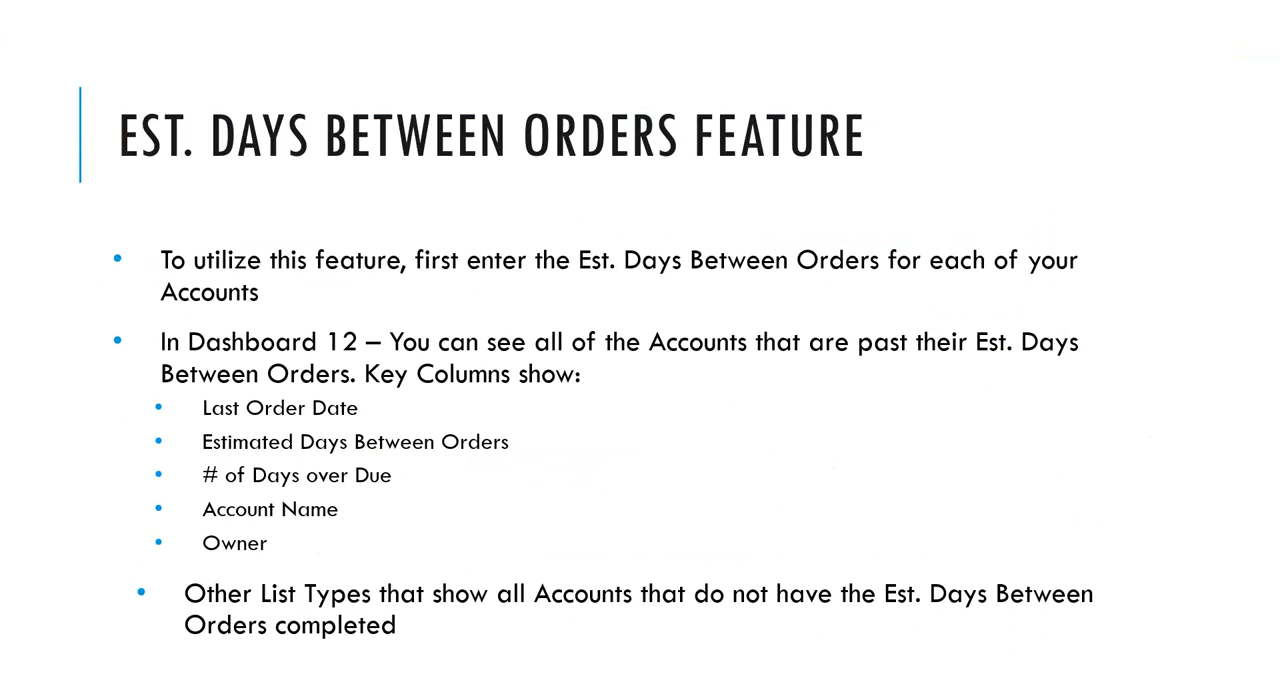 EST. DAYS BETWEEN ORDERS FEATURE
• To utilize this feature, first enter the Est. Days Between Orders for each of your
Accounts
• In Dashboard 12 – You can see all of the Accounts that are past their Est. Days
Between Orders. Key Columns show:
• Last Order Date
• Estimated Days Between Orders
• # of Days over Due
• Account Name
• Owner
• Other List Types that show all Accounts that do not have the Est. Days Between
Orders completed